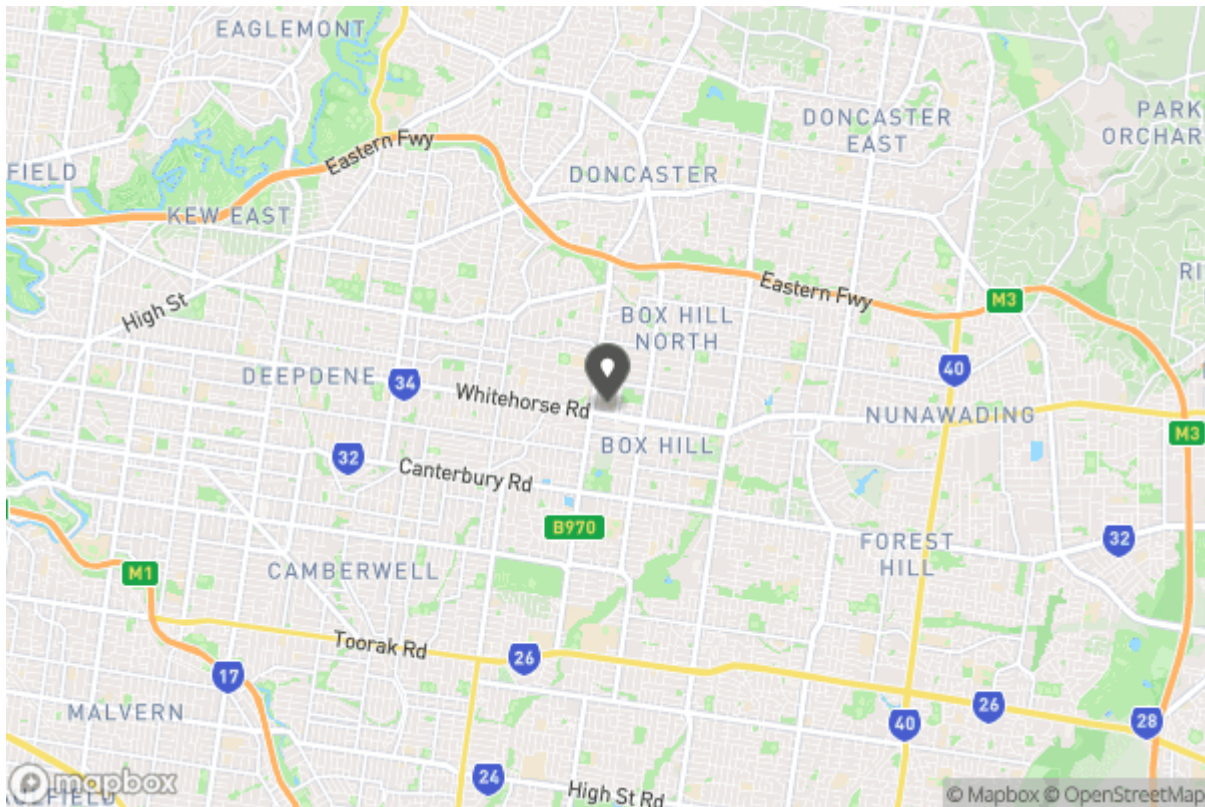 EAGLEMONT
PARK
ORCHAR
DONCASTER
EAST
Eastern Fwy
FIELD
DONCASTER
KEW EAST
RI
Eastern Fwy
M3
High St
BOX HILL
NORTH
DEEPDENE
34
40
Whitehorse Rd
NUNAWADING
M3
BOX HILL
32
Canterbury Rd
B970
FOREST
HILL
32
M1
CAMBERWELL
Toorak Rd
26
17
26
MALVERN
40
28
24
mapbox
High St Rd
© Mapbox © OpenStreetMap